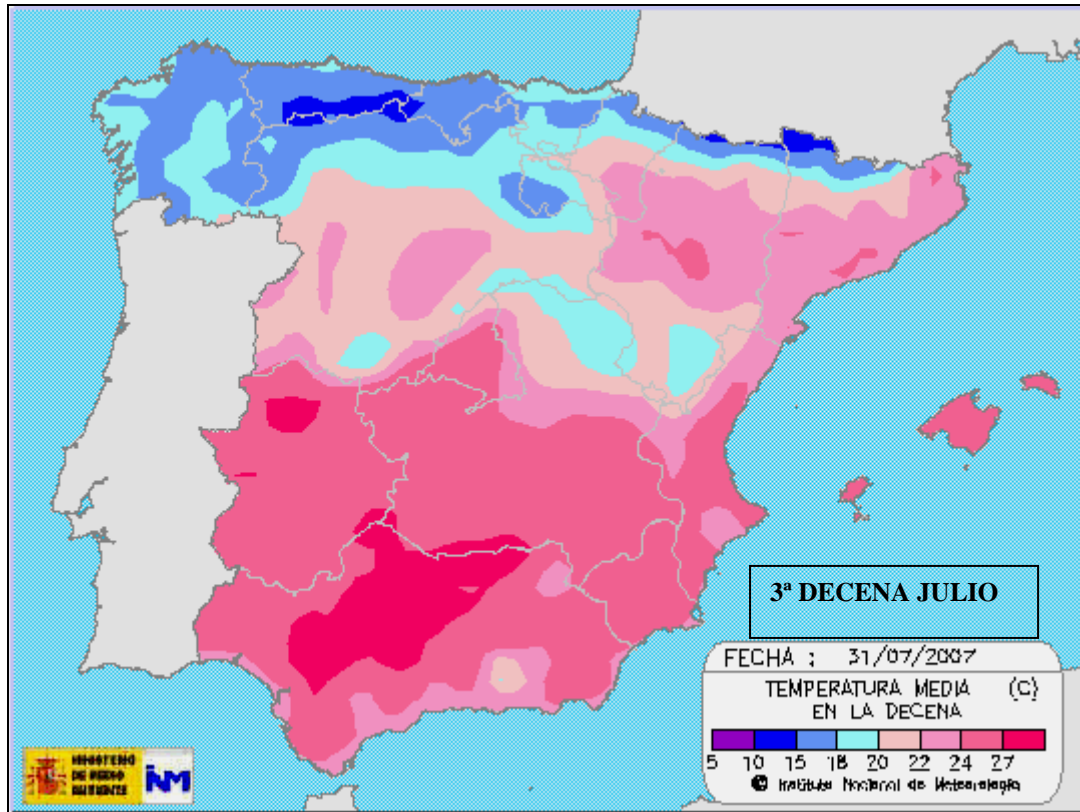 3ª DECENA JULIO
FECHA : 31/07/2007
TEMPERATURA MEDIA (C)
EN LA DECENA
5 10 15 18 20 22 24 27
© Instituto Nacional de Meteorología
MINISTERIO
DE MEDIO
AMBIENTE
INM